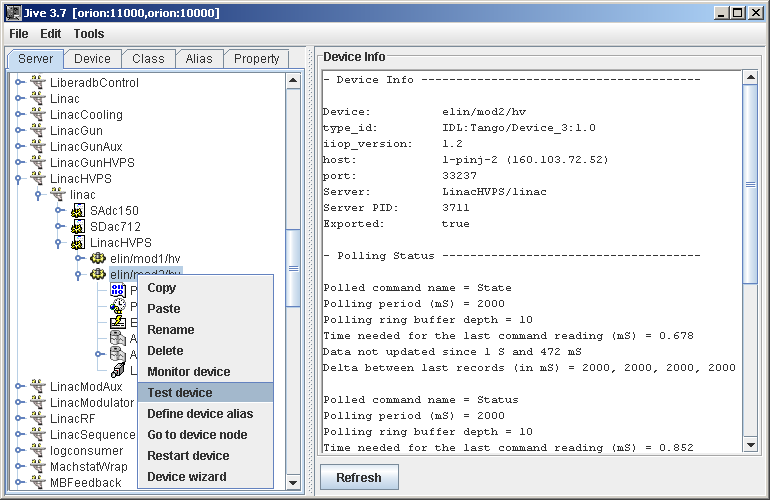 Jive 3.7 [orion:11000,orion:10000]
File Edit Tools
Server Device Class Alias Property
LiberadbControl
Linac
LinacCooling
LinacGun
LinacGunAux
LinacGunHVPS
LinacHVPS
linac
SAdc150
SDac712
LinacHVPS
elin/mod1/hv
elin/mod2/hv
P
P
E
A
A
L
LinacModAux
LinacModulator
LinacRF
LinacSequence
logconsumer
MachstatWrap
MBFeedback
Copy
Paste
Rename
Delete
Monitor device
Test device
Define device alias
Go to device node
Restart device
Device wizard
Device Info
- Device Info ----------------------------------------
Device: elin/mod2/hv
type_id: IDL:Tango/Device_3:1.0
iiop_version: 1.2
host: l-pinj-2 (160.103.72.52)
port: 33237
Server: LinacHVPS/linac
Server PID: 3711
Exported: true
- Polling Status -------------------------------------
Polled command name = State
Polling period (mS) = 2000
Polling ring buffer depth = 10
Time needed for the last command reading (mS) = 0.678
Data not updated since 1 S and 472 mS
Delta between last records (in mS) = 2000, 2000, 2000, 2000
Polled command name = Status
Polling period (mS) = 2000
Polling ring buffer depth = 10
Time needed for the last command reading (mS) = 0.852
Refresh